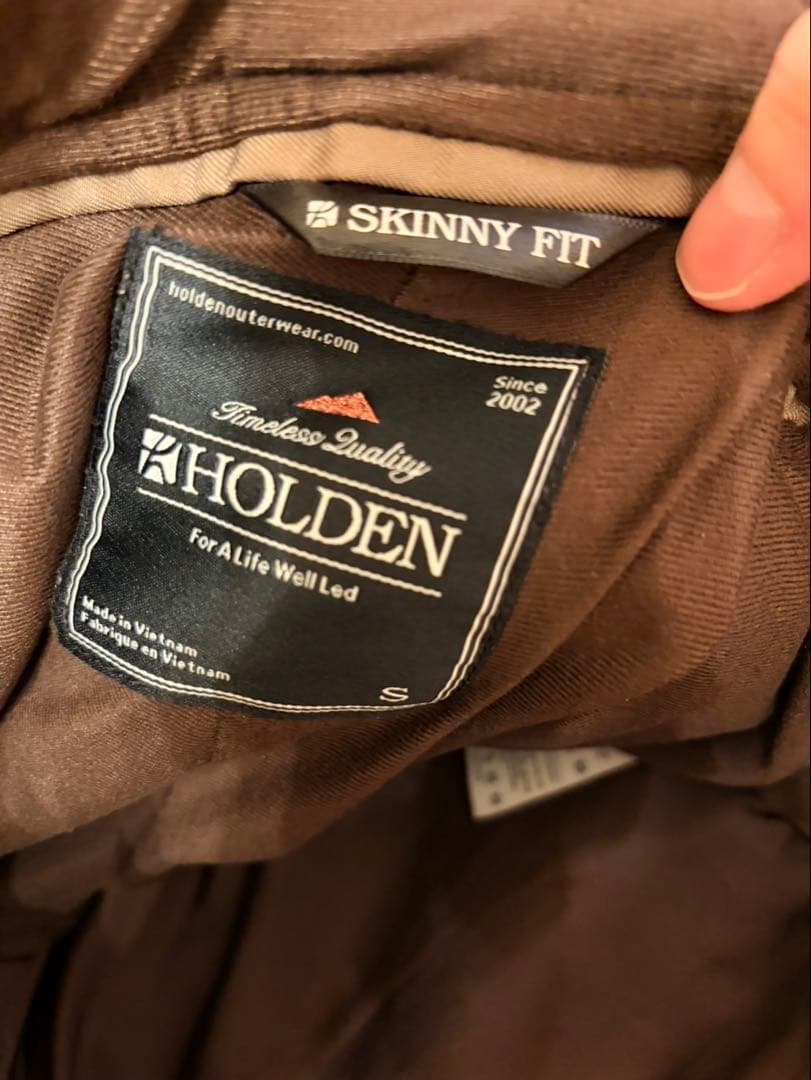 SKINNY FIT
holdenouterwear.com
Since
2002
Timeless Quality
HOLDEN
For A Life Well Led
Made in Vietnam
Fabriqué en Vietnam
S